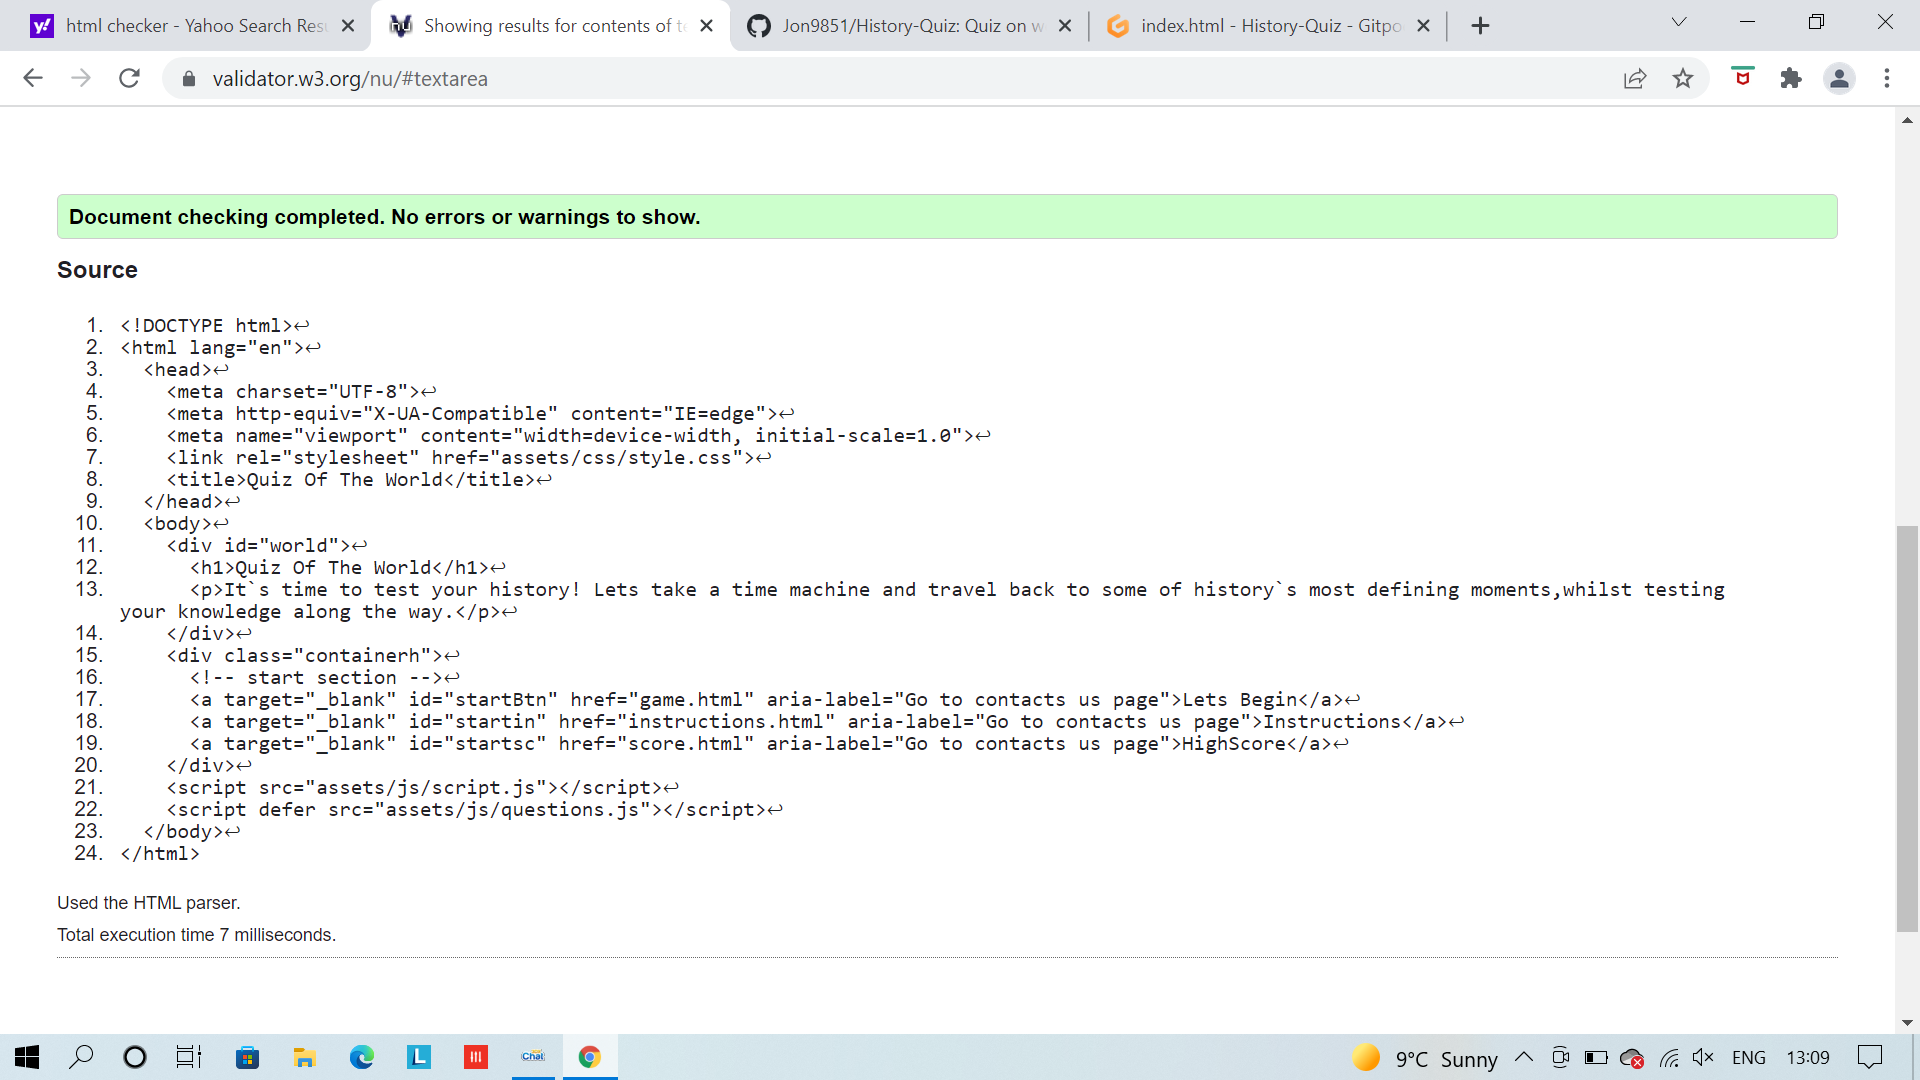 html checker - Yahoo Search Resu
Showing results for contents of te
Jon9851/History-Quiz: Quiz on w
index.html - History-Quiz - Gitpo
validator.w3.org/nu/#textarea
Document checking completed. No errors or warnings to show.
Source
1. <!DOCTYPE html>↩
2. <html lang="en">↩
3. <head>↩
4. <meta charset="UTF-8">↩
5. <meta http-equiv="X-UA-Compatible" content="IE=edge">↩
6. <meta name="viewport" content="width=device-width, initial-scale=1.0">↩
7. <link rel="stylesheet" href="assets/css/style.css">↩
8. <title>Quiz Of The World</title>↩
9. </head>↩
10. <body>↩
11. <div id="world">↩
12. <h1>Quiz Of The World</h1>↩
13. <p>It`s time to test your history! Lets take a time machine and travel back to some of history`s most defining moments,whilst testing
your knowledge along the way.</p>↩
14. </div>↩
15. <div class="containerh">↩
16. <!-- start section -->↩
17. <a target="_blank" id="startBtn" href="game.html" aria-label="Go to contacts us page">Lets Begin</a>↩
18. <a target="_blank" id="startin" href="instructions.html" aria-label="Go to contacts us page">Instructions</a>↩
19. <a target="_blank" id="startsc" href="score.html" aria-label="Go to contacts us page">HighScore</a>↩
20. </div>↩
21. <script src="assets/js/script.js"></script>↩
22. <script defer src="assets/js/questions.js"></script>↩
23. </body>↩
24. </html>
Used the HTML parser.
Total execution time 7 milliseconds.
L
Chat
9°C Sunny
ENG
13:09